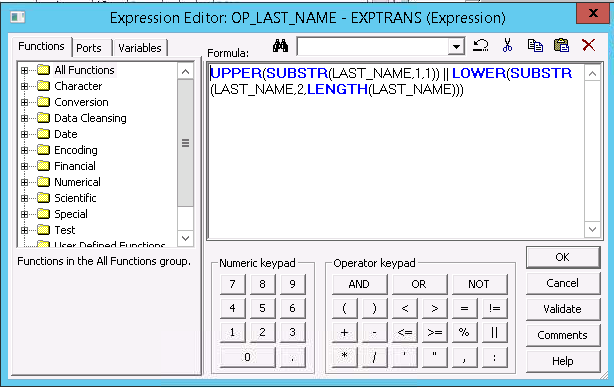 Expression Editor: OP_LAST_NAME - EXPTRANS (Expression)
x
Functions
Ports
Variables
Formula:
All Functions
Character
Conversion
Data Cleansing
Date
Encoding
Financial
Numerical
Scientific
Special
Test
User Defined Functions
UPPER(SUBSTR(LAST_NAME,1,1)) || LOWER(SUBSTR
(LAST_NAME,2,LENGTH(LAST_NAME)))
Functions in the All Functions group.
Numeric keypad
7 8 9
4 5 6
1 2 3
0 .
Operator keypad
AND OR NOT
( ) < > = !=
+ - <= >= % ||
* / ' " , :
OK
Cancel
Validate
Comments
Help